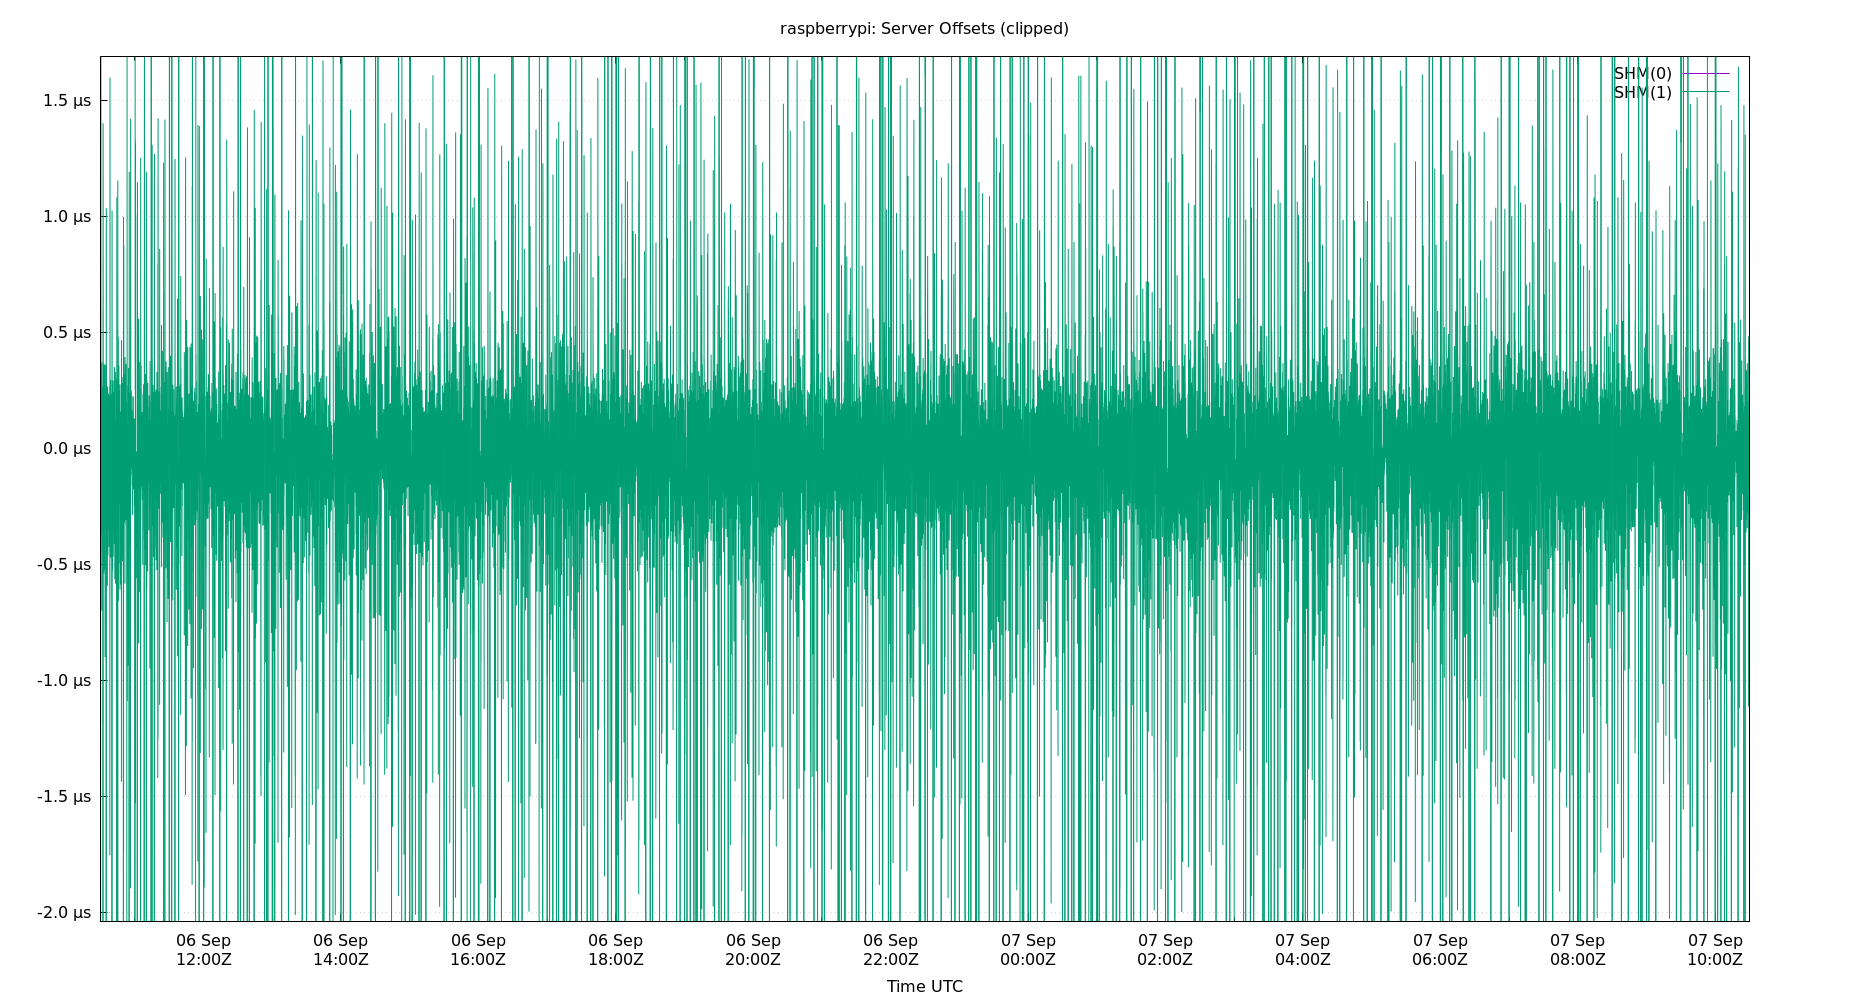 raspberrypi: Server Offsets (clipped)
SHM(0)
SHM(1)
1.5 µs
1.0 µs
0.5 µs
0.0 µs
-0.5 µs
-1.0 µs
-1.5 µs
-2.0 µs
06 Sep 06 Sep 06 Sep 06 Sep 06 Sep 06 Sep 07 Sep 07 Sep 07 Sep 07 Sep 07 Sep 07 Sep
12:00Z 14:00Z 16:00Z 18:00Z 20:00Z 22:00Z 00:00Z 02:00Z 04:00Z 06:00Z 08:00Z 10:00Z
Time UTC